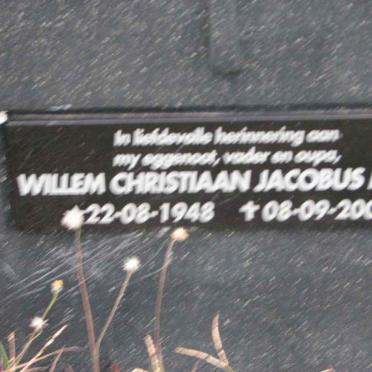 In liefdevolle herinnering aan
my eggenoot, vader en oupa,
WILLEM CHRISTIAAN JACOBUS
22-08-1948 ✝08-09-200